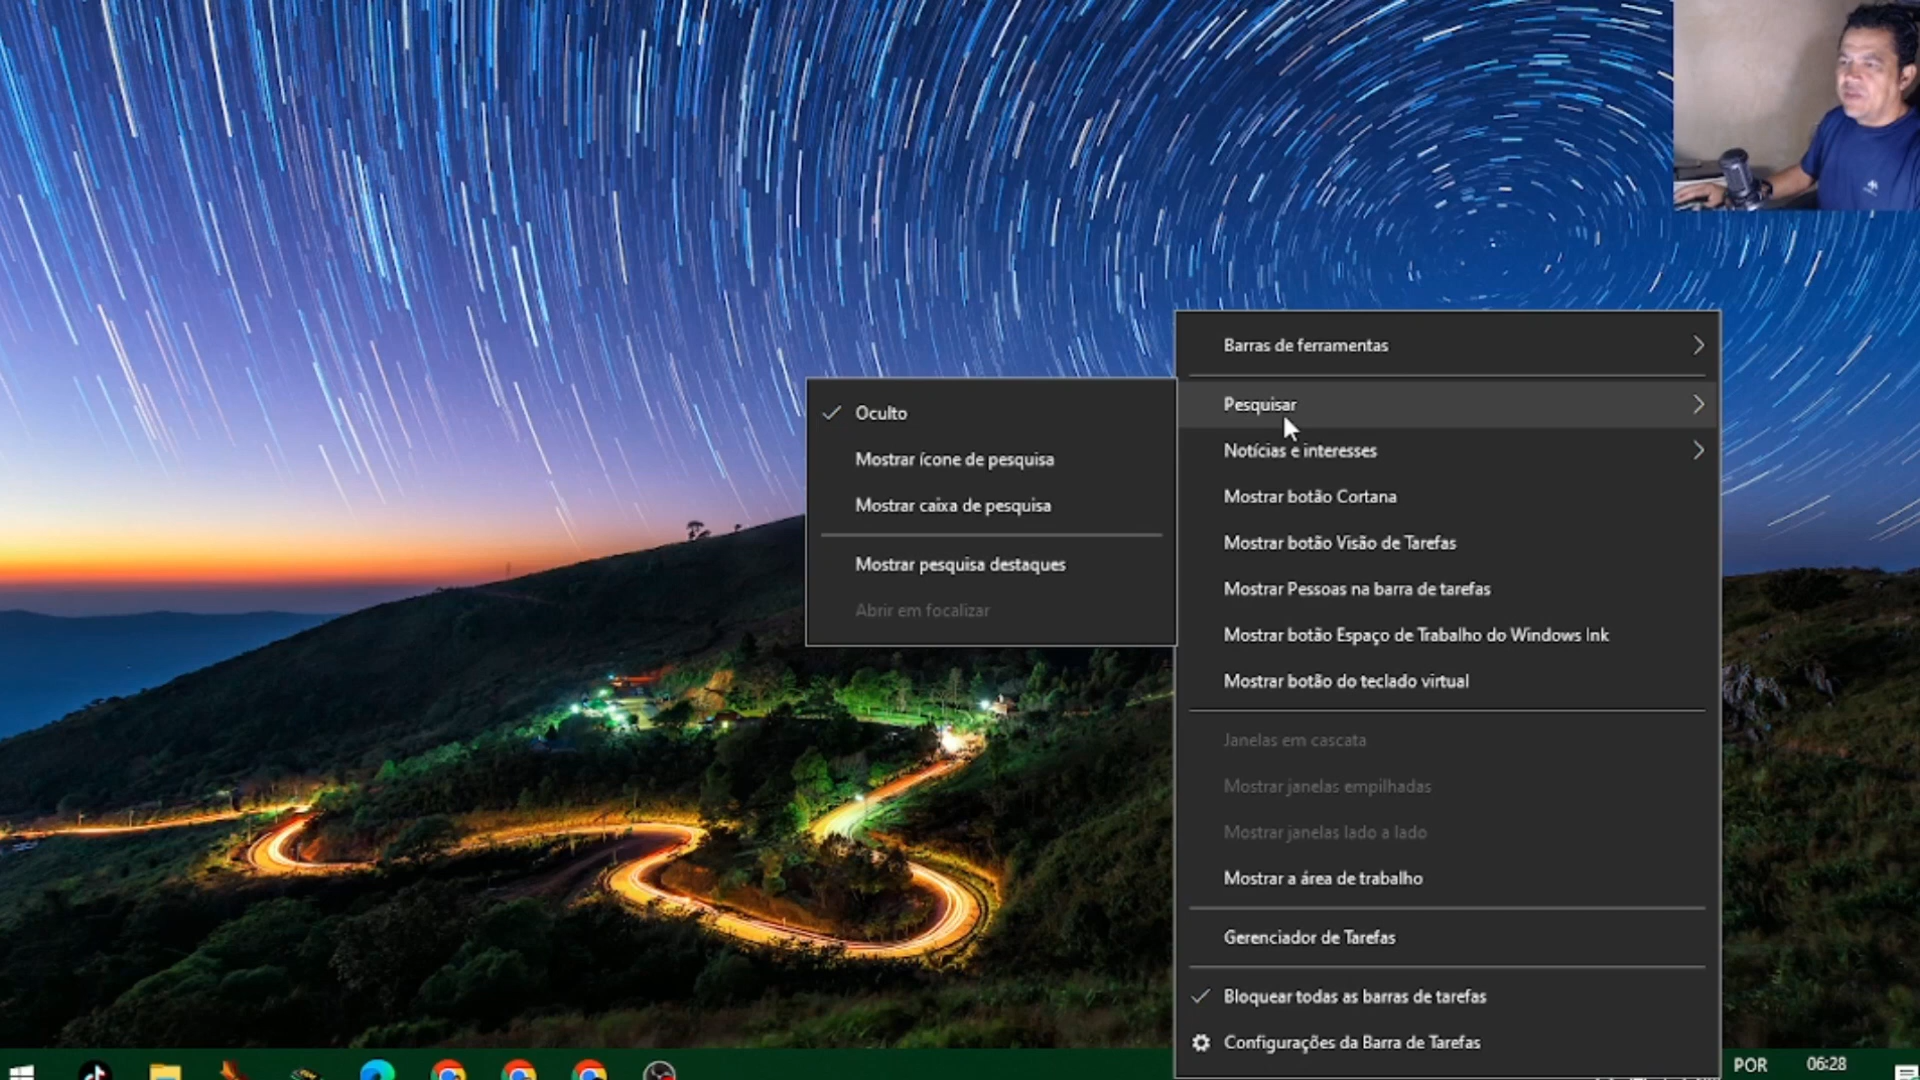 Barras de ferramentas
Pesquisar
Notícias e interesses
Mostrar botão Cortana
Mostrar botão Visão de Tarefas
Mostrar Pessoas na barra de tarefas
Mostrar botão Espaço de Trabalho do Windows Ink
Mostrar botão do teclado virtual
Janelas em cascata
Mostrar janelas empilhadas
Mostrar janelas lado a lado
Mostrar a área de trabalho
Gerenciador de Tarefas
Bloquear todas as barras de tarefas
Configurações da Barra de Tarefas
Oculto
Mostrar ícone de pesquisa
Mostrar caixa de pesquisa
Mostrar pesquisa destaques
Abrir em focalizar
POR
06:28